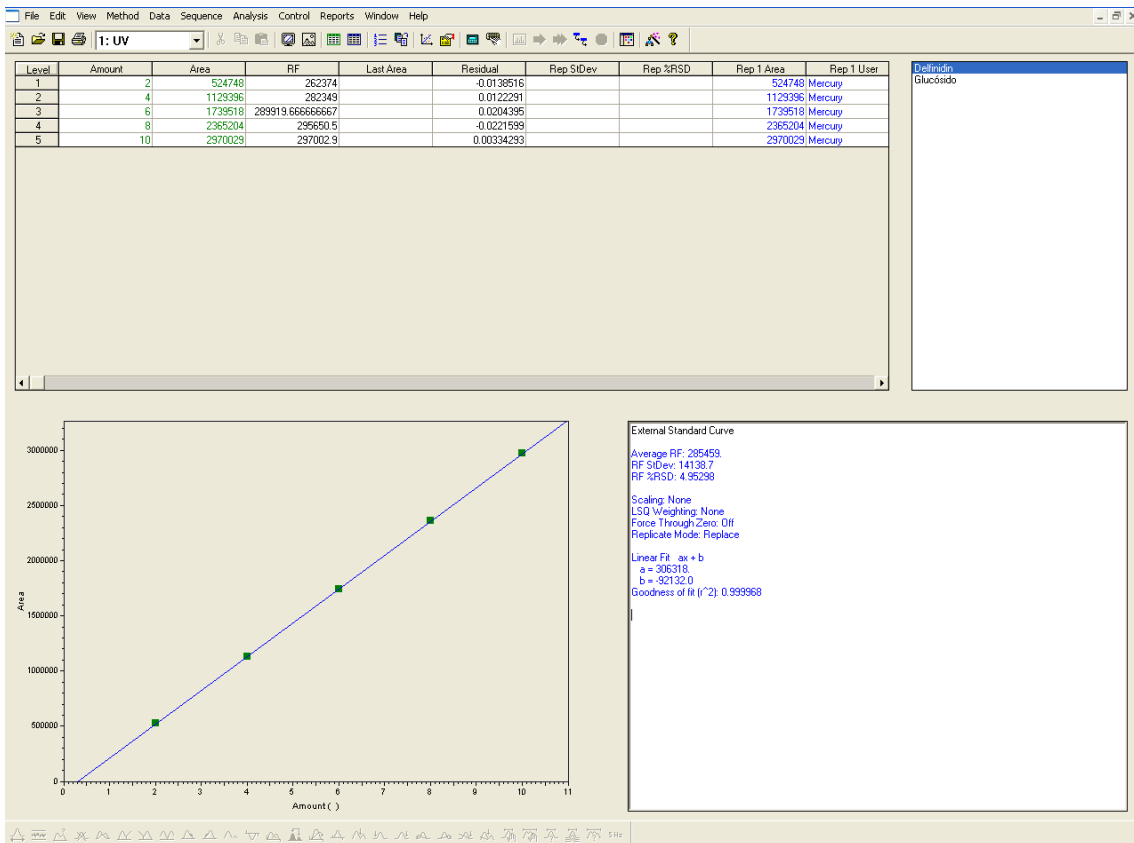 File Edit View Method Data Sequence Analysis Control Reports Window Help
1: UV
Level Amount Area RF Last Area Residual Rep StDev Rep %RSD Rep 1 Area Rep 1 User
1 2 524748 262374 -0.0138516 524748 Mercury
2 4 1129396 282349 0.0122291 1129396 Mercury
3 6 1739518 289919.666666667 0.0204395 1739518 Mercury
4 8 2365204 295650.5 -0.0221599 2365204 Mercury
5 10 2970029 297002.9 0.00334293 2970029 Mercury
Delfinidin
Glucósido
3000000
2500000
2000000
1500000
1000000
500000
0
Area
0 1 2 3 4 5 6 7 8 9 10 11
Amount ( )
External Standard Curve
Average RF: 285459.
RF StDev: 14138.7
RF %RSD: 4.95298
Scaling: None
LSQ Weighting: None
Force Through Zero: Off
Replicate Mode: Replace
Linear Fit ax + b
a = 306318.
b = -92132.0
Goodness of fit (r^2): 0.999968
5 Hz